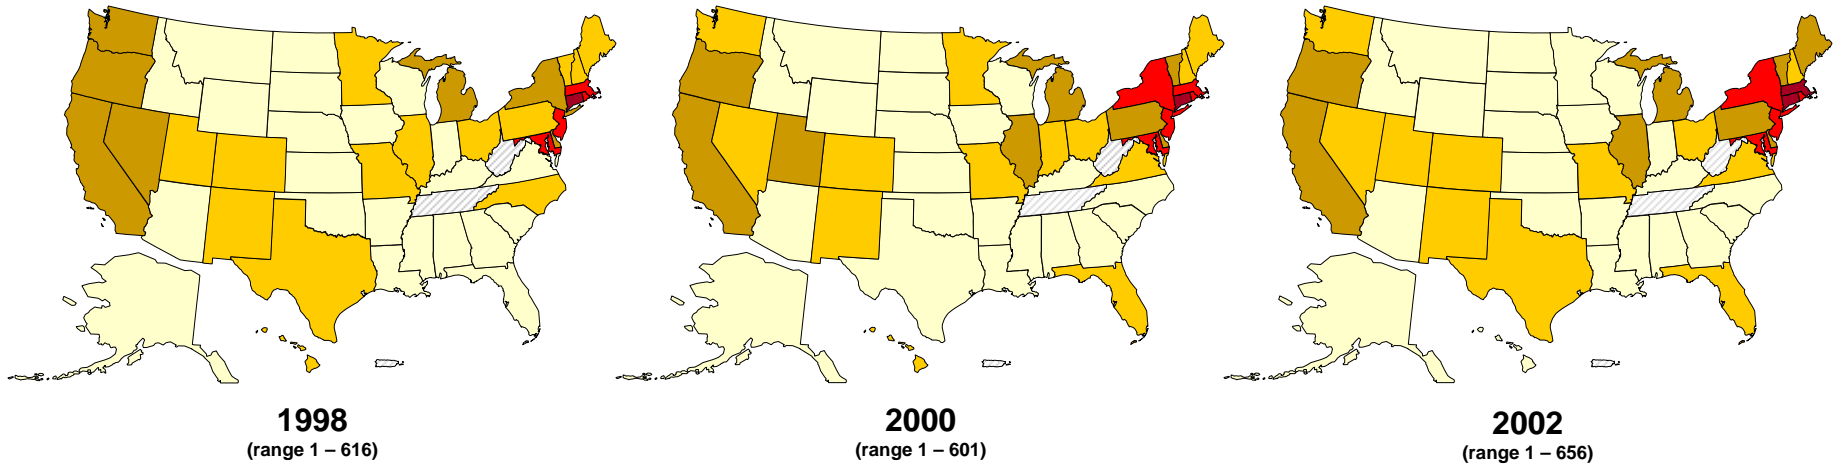 1998
(range 1 – 616)
2000
(range 1 – 601)
2002
(range 1 – 656)